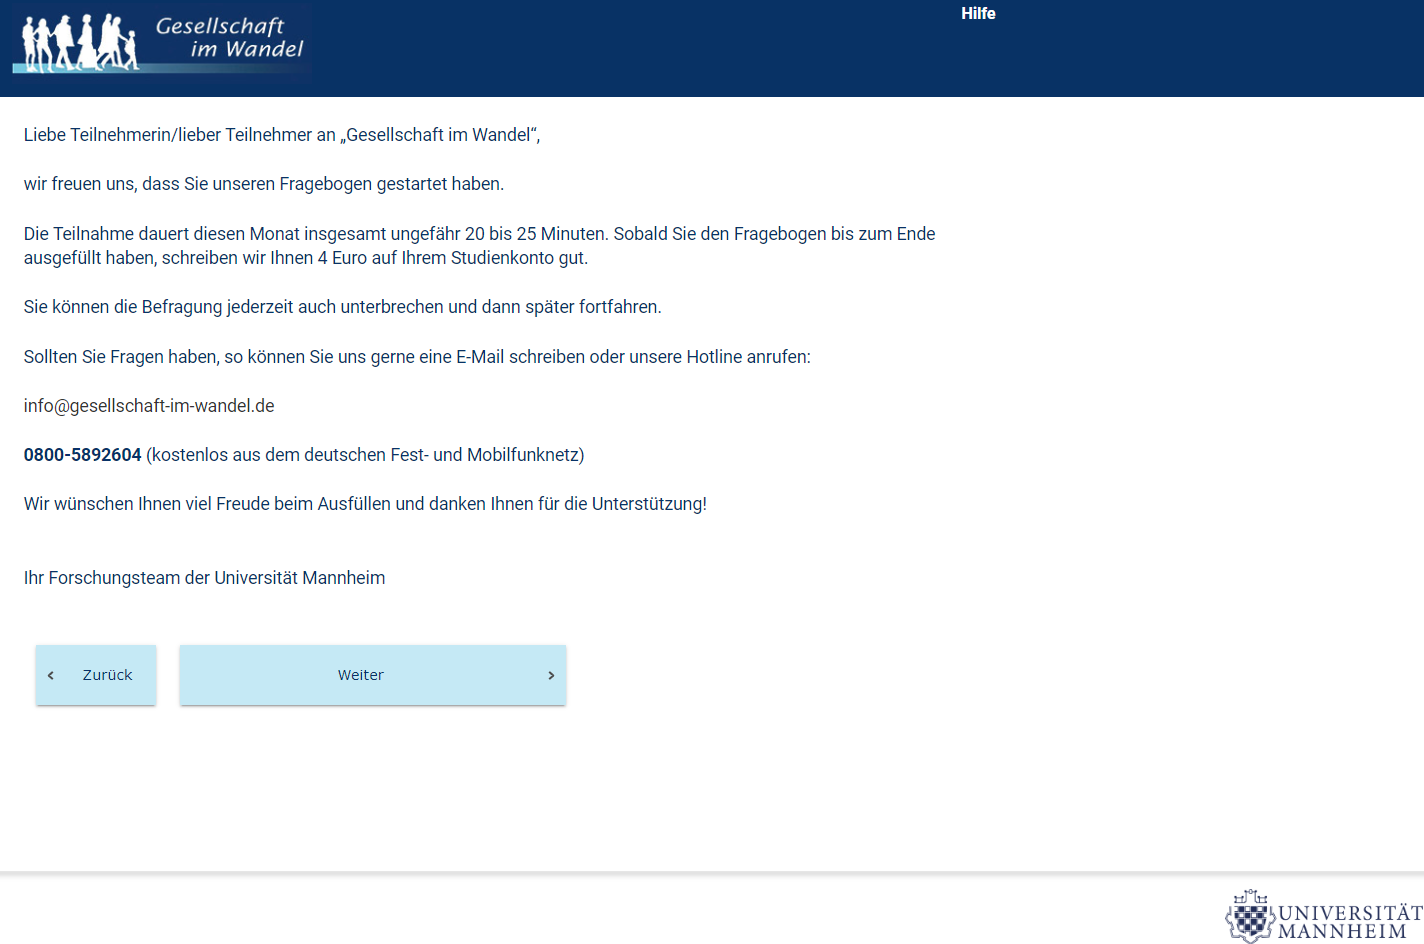 Gesellschaft
im Wandel
Hilfe
Liebe Teilnehmerin/lieber Teilnehmer an „Gesellschaft im Wandel“,
wir freuen uns, dass Sie unseren Fragebogen gestartet haben.
Die Teilnahme dauert diesen Monat insgesamt ungefähr 20 bis 25 Minuten. Sobald Sie den Fragebogen bis zum Ende
ausgefüllt haben, schreiben wir Ihnen 4 Euro auf Ihrem Studienkonto gut.
Sie können die Befragung jederzeit auch unterbrechen und dann später fortfahren.
Sollten Sie Fragen haben, so können Sie uns gerne eine E-Mail schreiben oder unsere Hotline anrufen:
info@gesellschaft-im-wandel.de
0800-5892604 (kostenlos aus dem deutschen Fest- und Mobilfunknetz)
Wir wünschen Ihnen viel Freude beim Ausfüllen und danken Ihnen für die Unterstützung!
Ihr Forschungsteam der Universität Mannheim
Zurück
Weiter
UNIVERSITÄT
MANNHEIM